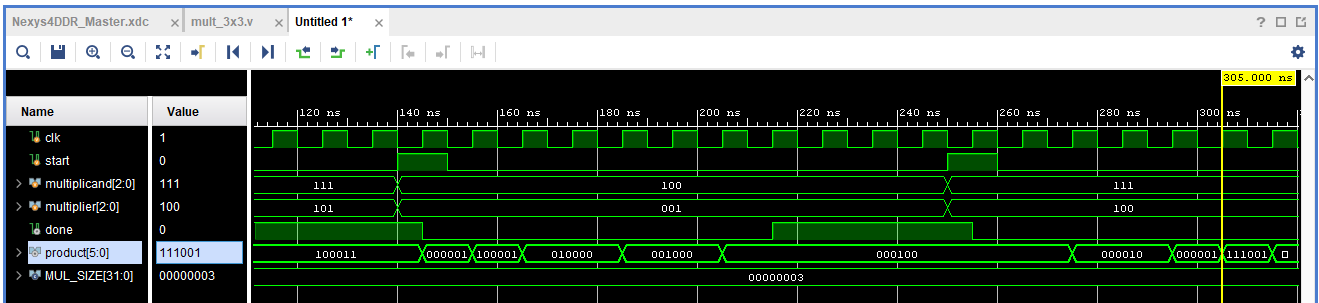 Nexys4DDR_Master.xdc × mult_3x3.v × Untitled 1* ×
305.000 ns
Name Value 120 ns 140 ns 160 ns 180 ns 200 ns 220 ns 240 ns 260 ns 280 ns 300 ns
clk 1
start 0
multiplicand[2:0] 111 111 100 111
multiplier[2:0] 100 101 001 100
done 0
product[5:0] 111001 100011 000001 100001 010000 001000 000100 000010 000001 111001
MUL_SIZE[31:0] 00000003 00000003